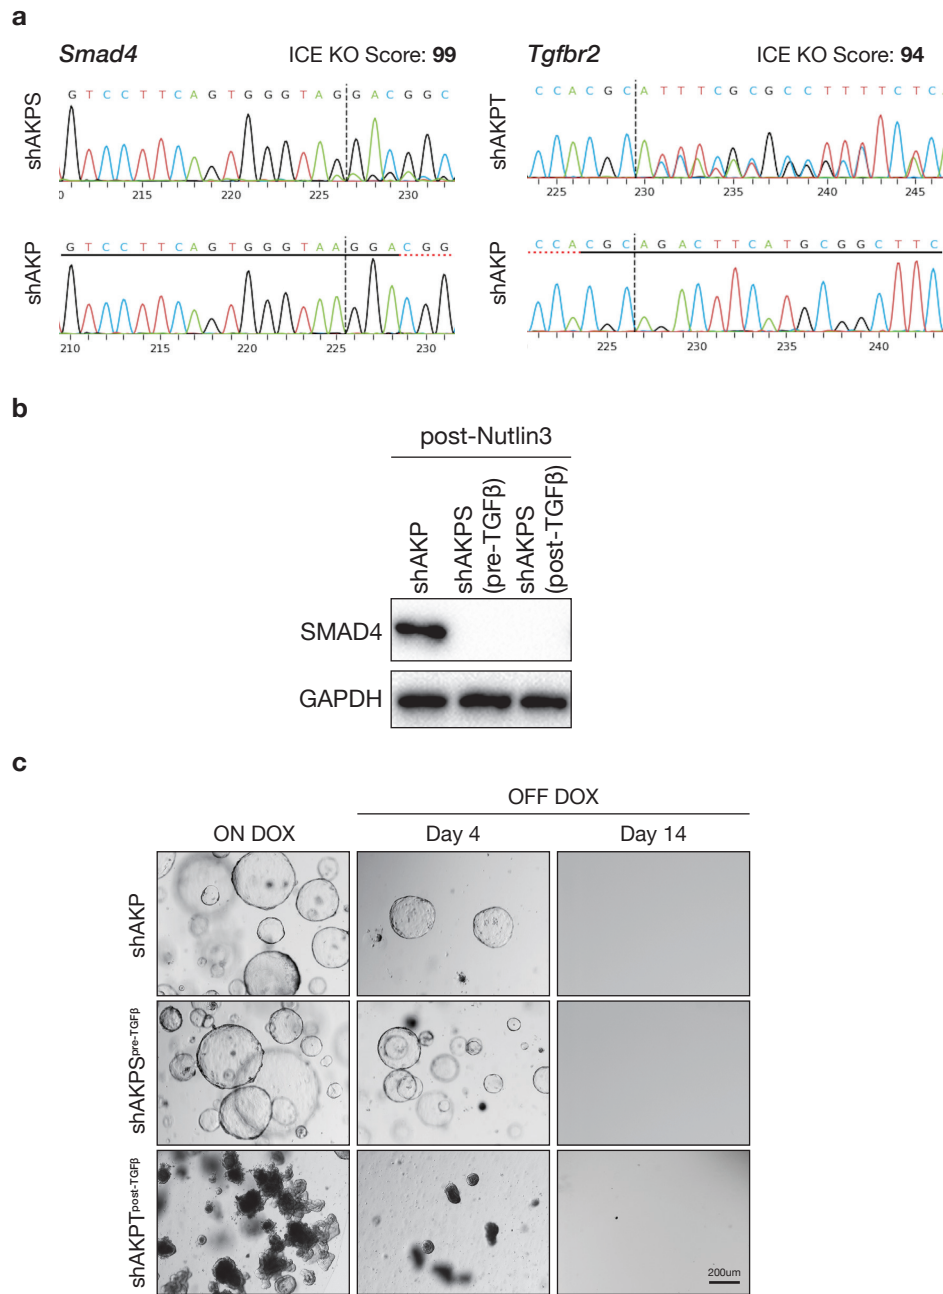 a
Smad4 ICE KO Score: 99
Tgfbr2 ICE KO Score: 94
shAKPS
G T C C T T C A G T G G G T A G G A C G G C
0 215 220 225 230
shAKPT
C C A C G C A T T T C G C G C C T T T T C T C
225 230 235 240 245
shAKP
G T C C T T C A G T G G G T A A G G A C G G
210 215 220 225 230
shAKP
C C A C G C A G A C T T C A T G C G G C T T C
225 230 235 240
b
post-Nutlin3
shAKP
shAKPS
(pre-TGFβ)
shAKPS
(post-TGFβ)
SMAD4
GAPDH
c
OFF DOX
ON DOX Day 4 Day 14
shAKP
shAKPSpre-TGFβ
shAKPTpost-TGFβ
200um